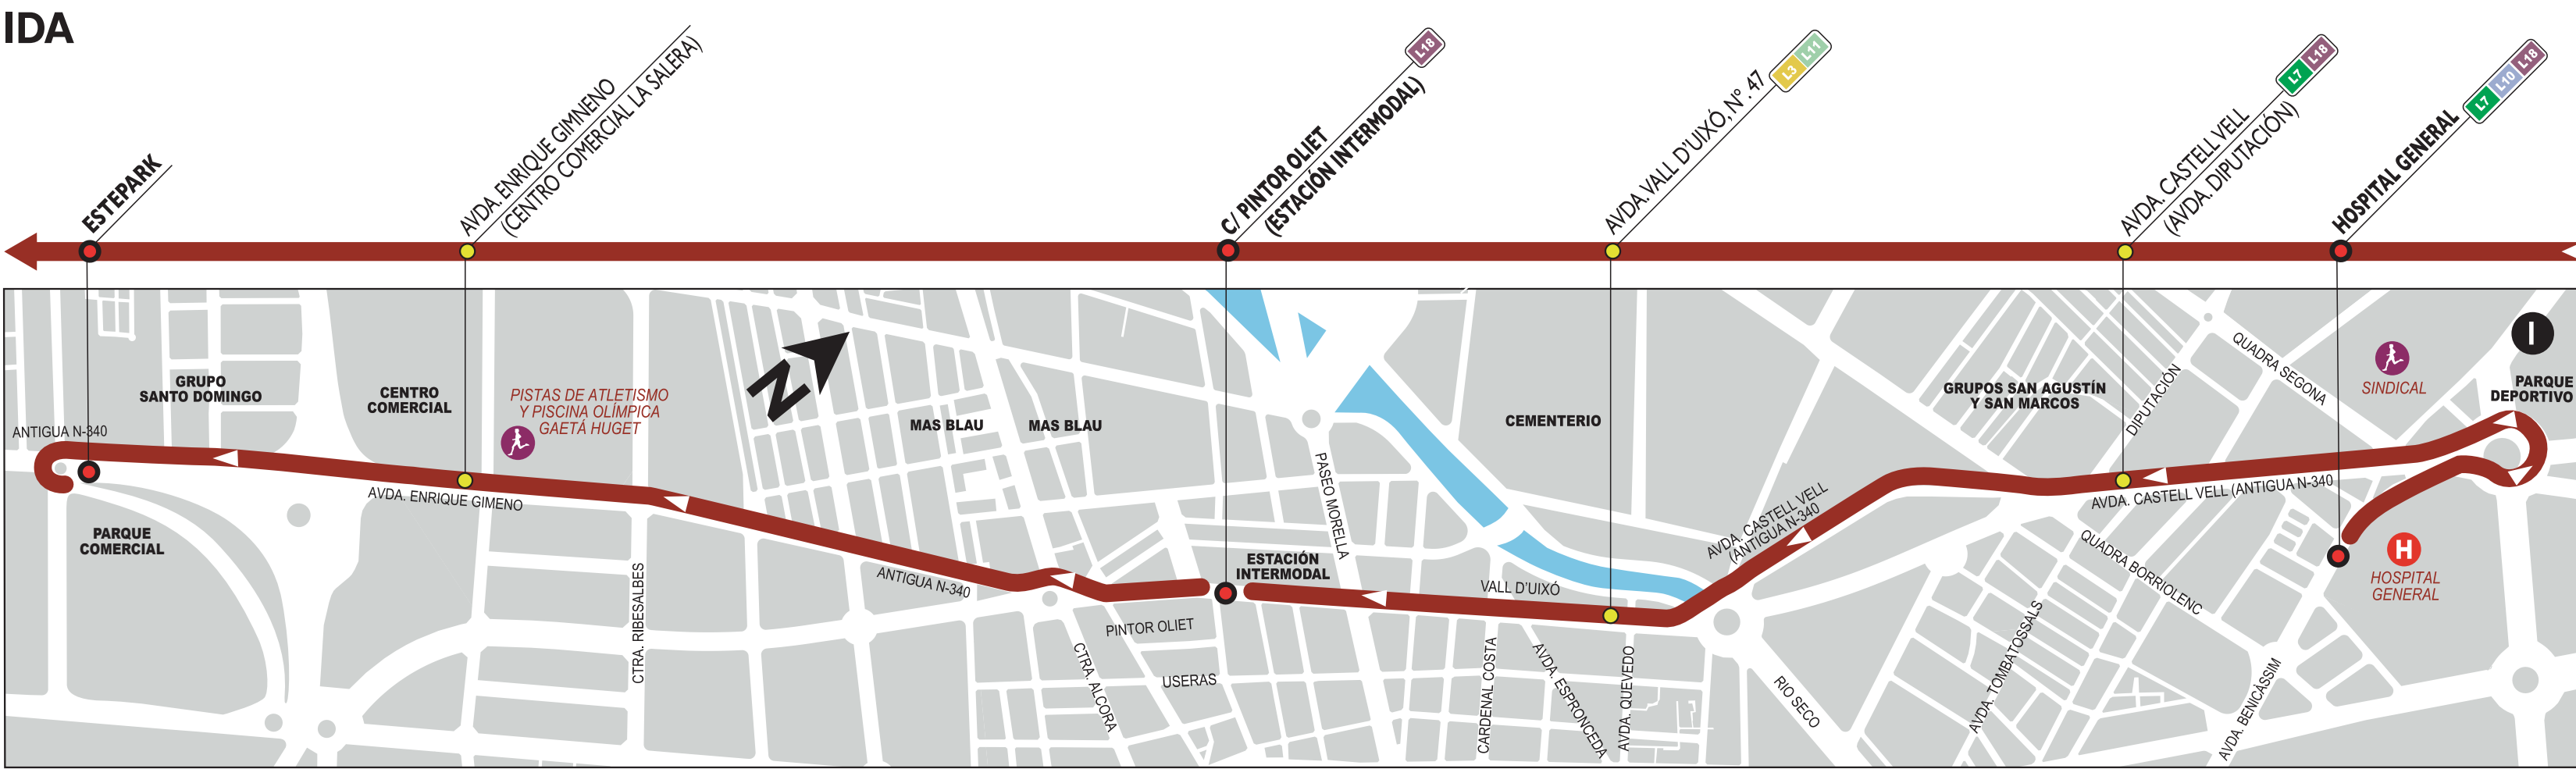 IDA
ESTEPARK
AVDA. ENRIQUE GIMNENO
(CENTRO COMERCIAL LA SALERA)
C/ PINTOR OLIET
(ESTACIÓN INTERMODAL)
L18
AVDA. VALL D'UIXÓ, Nº. 47
L3 L11
AVDA. CASTELL VELL
(AVDA. DIPUTACIÓN)
L7 L18
HOSPITAL GENERAL
L7 L10 L18
ANTIGUA N-340
GRUPO
SANTO DOMINGO
PARQUE
COMERCIAL
CENTRO
COMERCIAL
AVDA. ENRIQUE GIMENO
PISTAS DE ATLETISMO
Y PISCINA OLÍMPICA
GAETÁ HUGET
CTRA. RIBESALBES
N
MAS BLAU
MAS BLAU
ANTIGUA N-340
CTRA. ALCORA
PINTOR OLIET
USERAS
ESTACIÓN
INTERMODAL
PASEO MORELLA
CEMENTERIO
VALL D'UIXÓ
CARDENAL COSTA
AVDA. ESPRONCEDA
AVDA. QUEVEDO
AVDA. CASTELL VELL
(ANTIGUA N-340
RIO SECO
GRUPOS SAN AGUSTÍN
Y SAN MARCOS
DIPUTACIÓN
QUADRA SEGONA
AVDA. CASTELL VELL (ANTIGUA N-340
QUADRA BORRIOLENC
AVDA. TOMBATOSSALS
AVDA. BENICÀSSIM
SINDICAL
I
PARQUE
DEPORTIVO
H
HOSPITAL
GENERAL